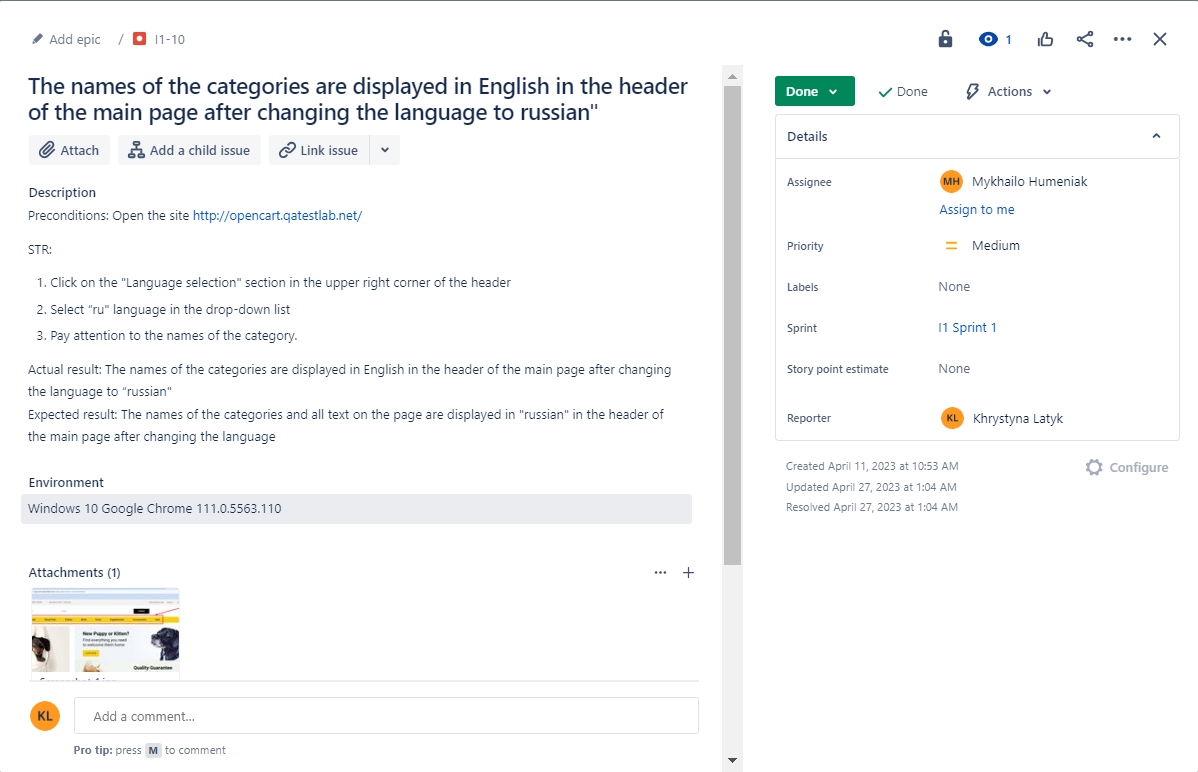 Add epic / I1-10
1
The names of the categories are displayed in English in the header
of the main page after changing the language to russian"
Attach
Add a child issue
Link issue
Description
Preconditions: Open the site http://opencart.qatestlab.net/
STR:
1. Click on the "Language selection" section in the upper right corner of the header
2. Select “ru" language in the drop-down list
3. Pay attention to the names of the category.
Actual result: The names of the categories are displayed in English in the header of the main page after changing
the language to “russian"
Expected result: The names of the categories and all text on the page are displayed in "russian" in the header of
the main page after changing the language
Environment
Windows 10 Google Chrome 111.0.5563.110
Attachments (1)
New Puppy or Kitten?
Find everything you need
to welcome them home
Quality Guarantee
KL
Add a comment...
Pro tip: press M to comment
Done
Done
Actions
Details
Assignee
MH Mykhailo Humeniak
Assign to me
Priority
Medium
Labels
None
Sprint
I1 Sprint 1
Story point estimate
None
Reporter
KL Khrystyna Latyk
Created April 11, 2023 at 10:53 AM
Updated April 27, 2023 at 1:04 AM
Resolved April 27, 2023 at 1:04 AM
Configure